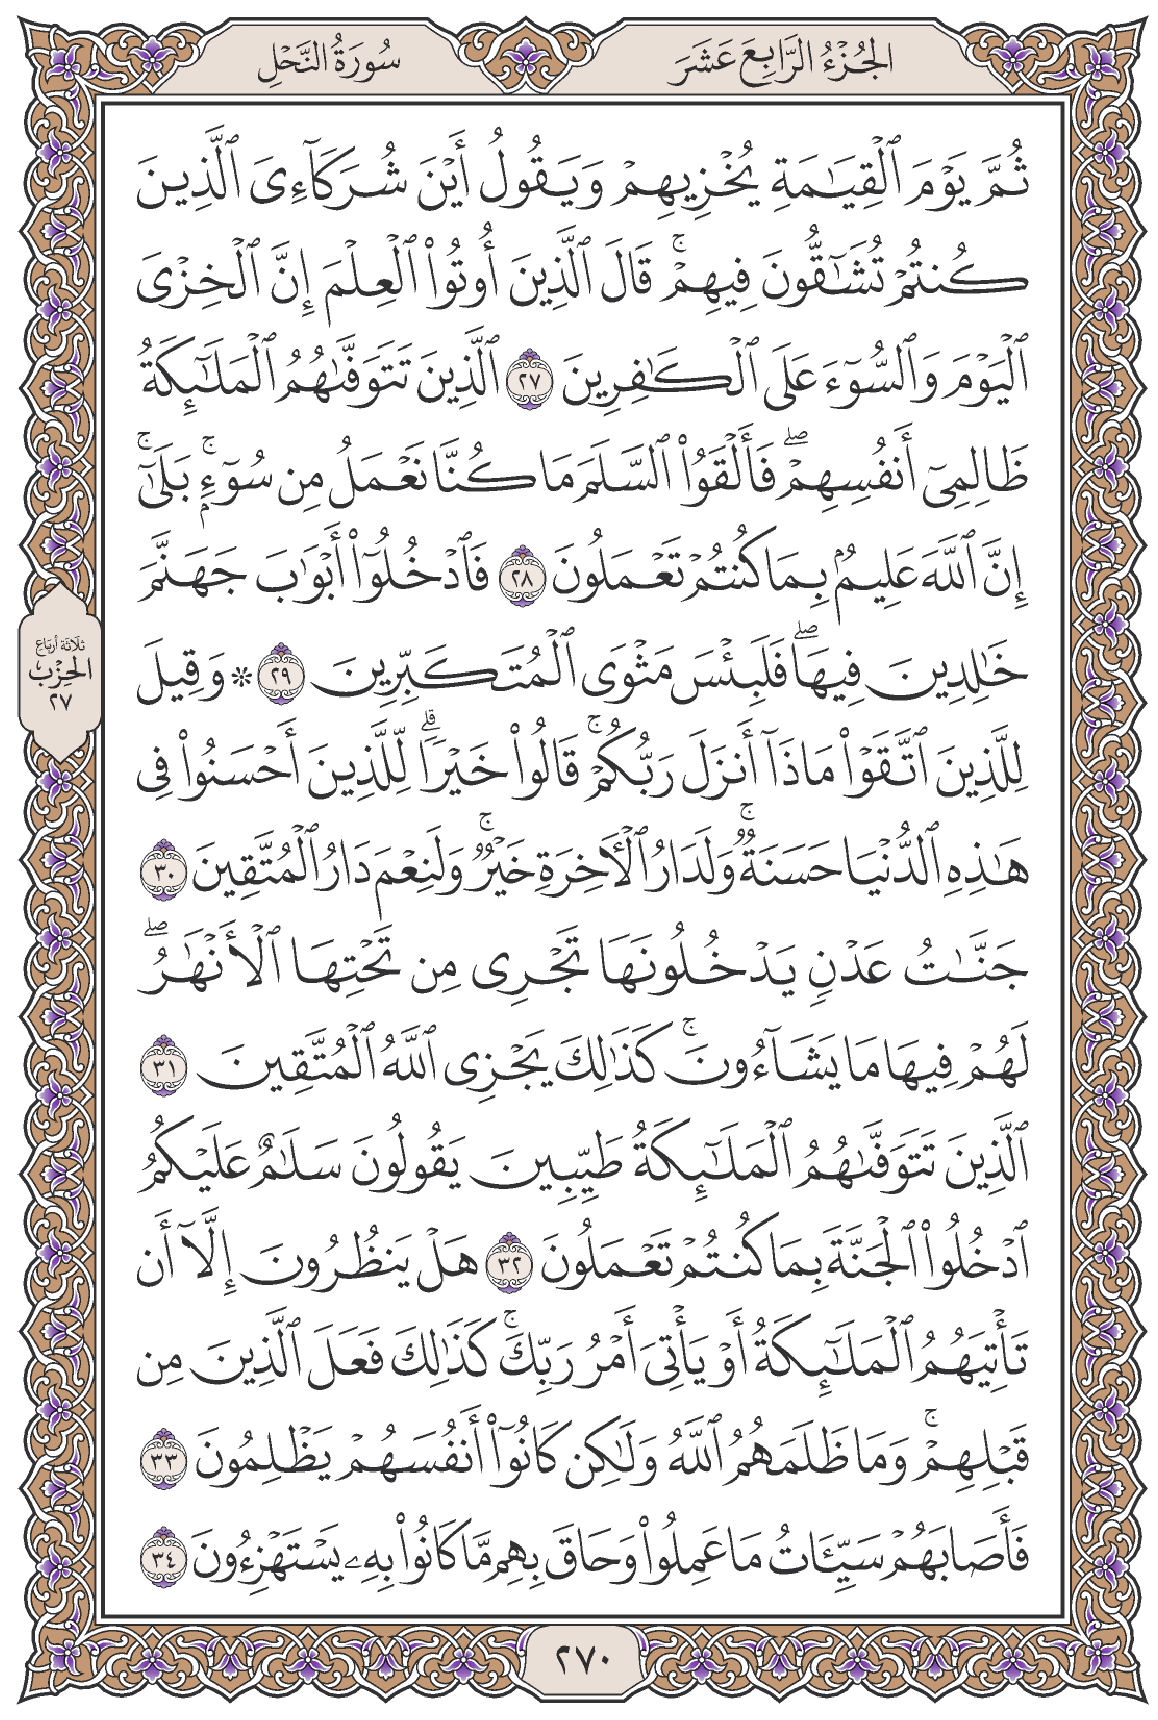 الجُزْءُ الرَّابِعَ عَشَرَ
سُورَةُ النَّحْلِ
ثُمَّ يَوْمَ ٱلْقِيَـٰمَةِ يُخْزِيهِمْ وَيَقُولُ أَيْنَ شُرَكَآءِىَ ٱلَّذِينَ
كُنتُمْ تُشَـٰٓقُّونَ فِيهِمْ ۚ قَالَ ٱلَّذِينَ أُوتُوا۟ ٱلْعِلْمَ إِنَّ ٱلْخِزْىَ
ٱلْيَوْمَ وَٱلسُّوٓءَ عَلَى ٱلْكَـٰفِرِينَ ٢٧ ٱلَّذِينَ تَتَوَفَّىٰهُمُ ٱلْمَلَـٰٓئِكَةُ
ظَالِمِىٓ أَنفُسِهِمْ ۖ فَأَلْقَوُا۟ ٱلسَّلَمَ مَا كُنَّا نَعْمَلُ مِن سُوٓءٍۭ ۚ بَلَىٰٓ ۚ
إِنَّ ٱللَّهَ عَلِيمٌۢ بِمَا كُنتُمْ تَعْمَلُونَ ٢٨ فَٱدْخُلُوٓا۟ أَبْوَٰبَ جَهَنَّمَ
خَـٰلِدِينَ فِيهَا ۖ فَلَبِئْسَ مَثْوَى ٱلْمُتَكَبِّرِينَ ٢٩ ۞ وَقِيلَ
لِلَّذِينَ ٱتَّقَوْا۟ مَاذَآ أَنزَلَ رَبُّكُمْ ۚ قَالُوا۟ خَيْرًا ۗ لِّلَّذِينَ أَحْسَنُوا۟ فِى
هَـٰذِهِ ٱلدُّنْيَا حَسَنَةٌ ۚ وَلَدَارُ ٱلْـَٔاخِرَةِ خَيْرٌ ۚ وَلَنِعْمَ دَارُ ٱلْمُتَّقِينَ ٣٠
جَنَّـٰتُ عَدْنٍ يَدْخُلُونَهَا تَجْرِى مِن تَحْتِهَا ٱلْأَنْهَـٰرُ ۖ
لَهُمْ فِيهَا مَا يَشَآءُونَ ۚ كَذَٰلِكَ يَجْزِى ٱللَّهُ ٱلْمُتَّقِينَ ٣١
ٱلَّذِينَ تَتَوَفَّىٰهُمُ ٱلْمَلَـٰٓئِكَةُ طَيِّبِينَ يَقُولُونَ سَلَـٰمٌ عَلَيْكُمُ
ٱدْخُلُوا۟ ٱلْجَنَّةَ بِمَا كُنتُمْ تَعْمَلُونَ ٣٢ هَلْ يَنظُرُونَ إِلَّآ أَن
تَأْتِيَهُمُ ٱلْمَلَـٰٓئِكَةُ أَوْ يَأْتِىَ أَمْرُ رَبِّكَ ۚ كَذَٰلِكَ فَعَلَ ٱلَّذِينَ مِن
قَبْلِهِمْ ۚ وَمَا ظَلَمَهُمُ ٱللَّهُ وَلَـٰكِن كَانُوٓا۟ أَنفُسَهُمْ يَظْلِمُونَ ٣٣
فَأَصَابَهُمْ سَيِّـَٔاتُ مَا عَمِلُوا۟ وَحَاقَ بِهِم مَّا كَانُوا۟ بِهِۦ يَسْتَهْزِءُونَ ٣٤
ثلاثة أرباع
الحِزْب
٢٧
٢٧٠